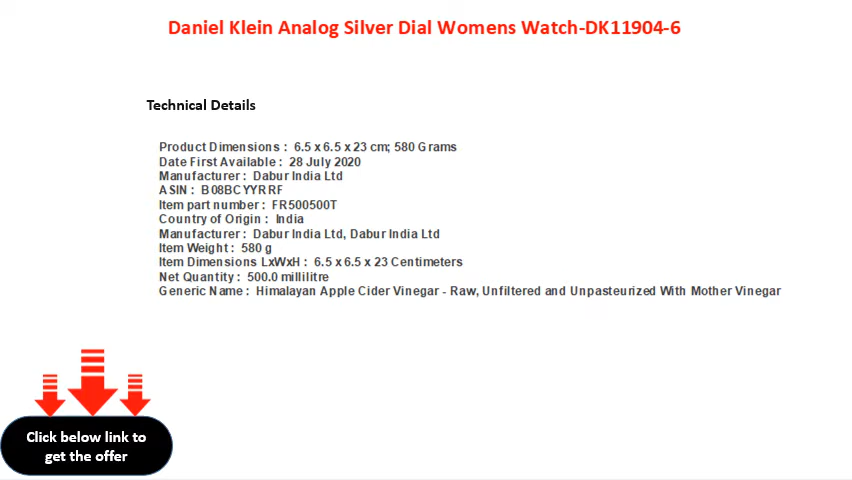 Daniel Klein Analog Silver Dial Womens Watch-DK11904-6
Technical Details
Product Dimensions : 6.5 x 6.5 x 23 cm; 580 Grams
Date First Available : 28 July 2020
Manufacturer : Dabur India Ltd
ASIN : B08BCYYRRF
Item part number : FR500500T
Country of Origin : India
Manufacturer : Dabur India Ltd, Dabur India Ltd
Item Weight : 580 g
Item Dimensions LxWxH : 6.5 x 6.5 x 23 Centimeters
Net Quantity : 500.0 millilitre
Generic Name : Himalayan Apple Cider Vinegar - Raw, Unfiltered and Unpasteurized With Mother Vinegar
Click below link to
get the offer